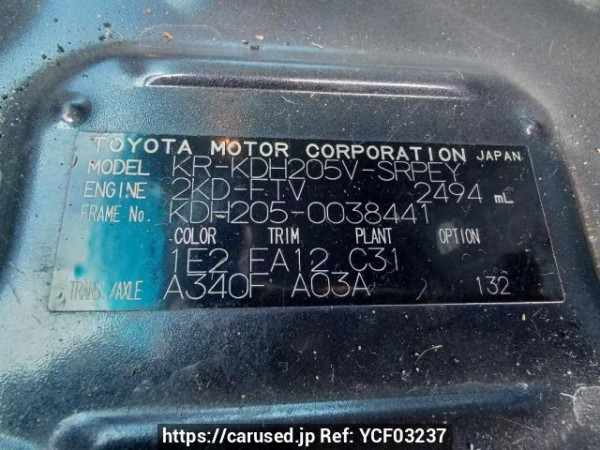 TOYOTA MOTOR CORPORATION JAPAN
MODEL KR-KDH205V-SRPEY
ENGINE 2KD-FTV 2494 mL
FRAME No. KDH205-0038441
COLOR TRIM PLANT OPTION
1E2 FA12 C31
TRANS./AXLE A340F A03A 132
https://carused.jp Ref: YCF03237